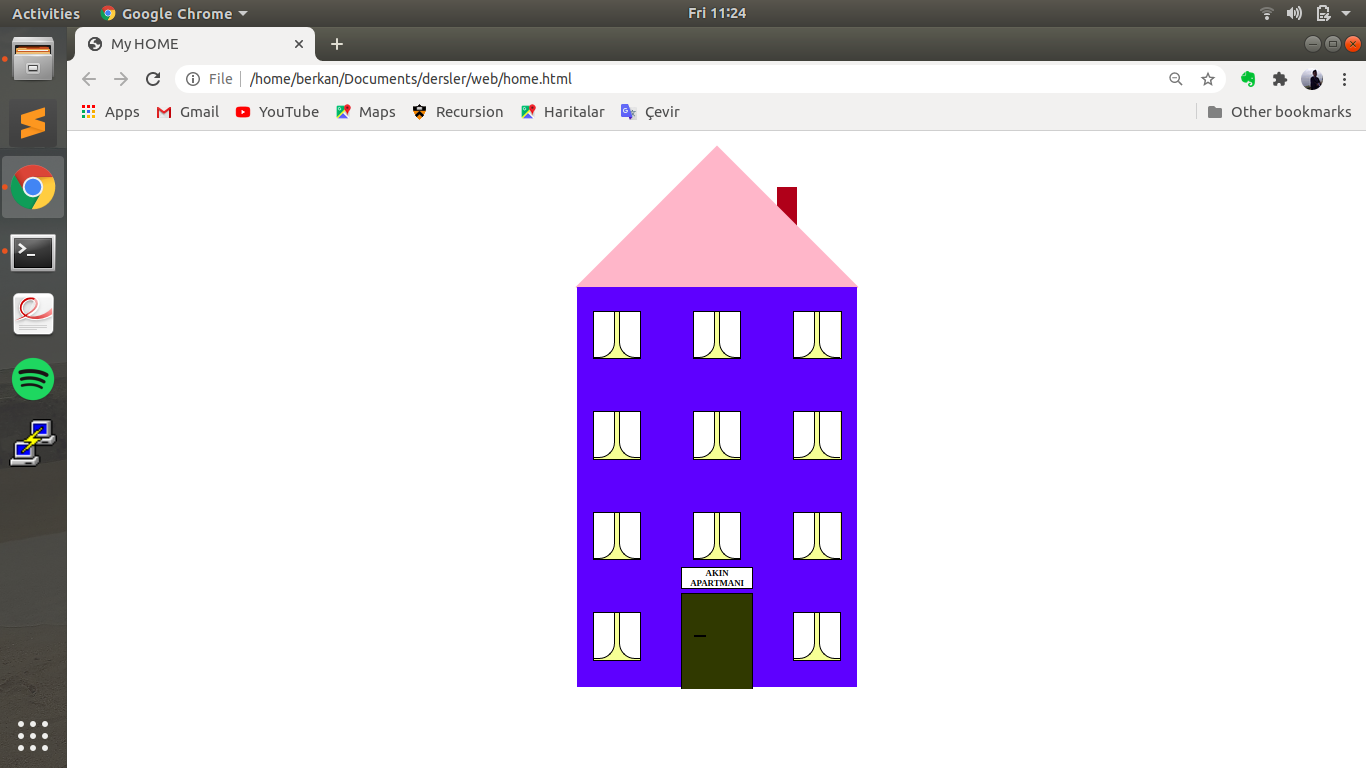 Activities Google Chrome Fri 11:24
My HOME
File /home/berkan/Documents/dersler/web/home.html
Apps Gmail YouTube Maps Recursion Haritalar Çevir Other bookmarks
AKIN
APARTMANI